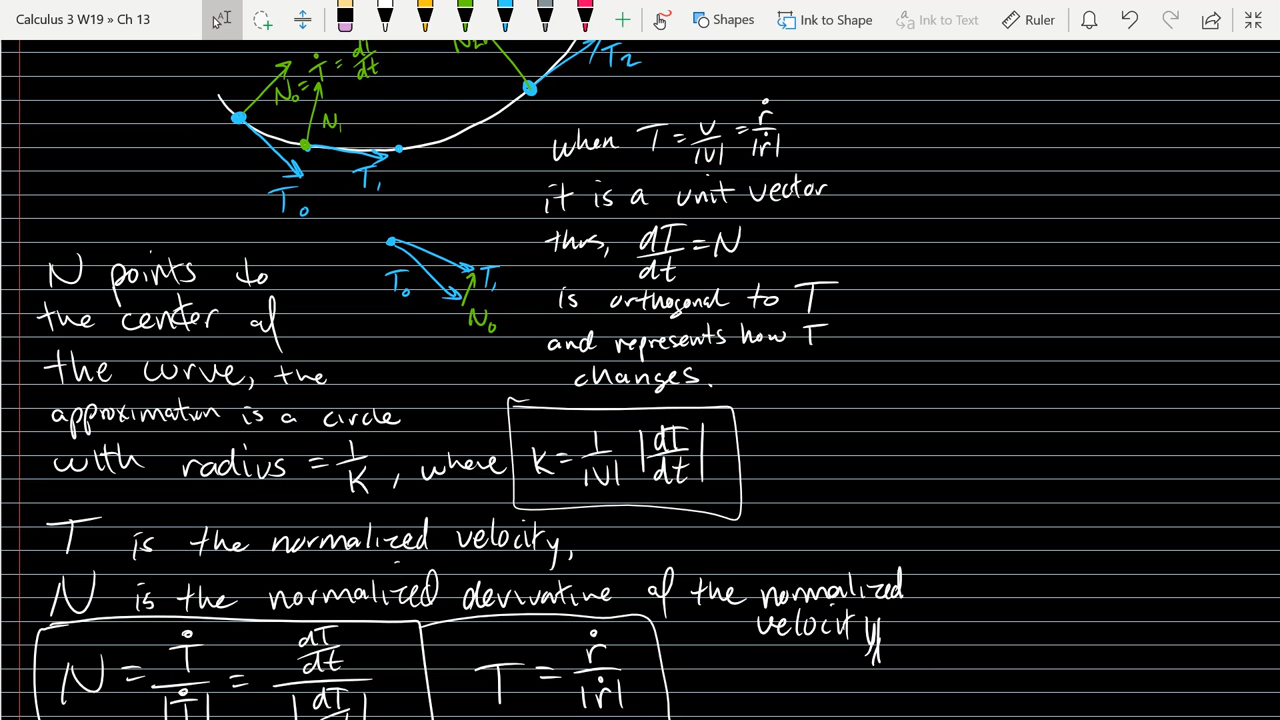 Calculus 3 W19 » Ch 13
Shapes
Ink to Shape
Ink to Text
Ruler
N₀ = Ṫ = dT/dt
N₁
N₂
T₂
T₀
T₁
when T = v/|v| = ṙ/|ṙ|
it is a unit vector
thus, dT/dt = N
is orthogonal to T
and represents how T
changes.
T₀
T₁
N₀
N points to
the center of
the curve, the
approximation is a circle
with radius = 1/K , where K = 1/|v| |dT/dt|
T is the normalized velocity,
N is the normalized derivative of the normalized
velocity
N = Ṫ/|Ṫ| = dT/dt / |dT/
T = ṙ/|ṙ|